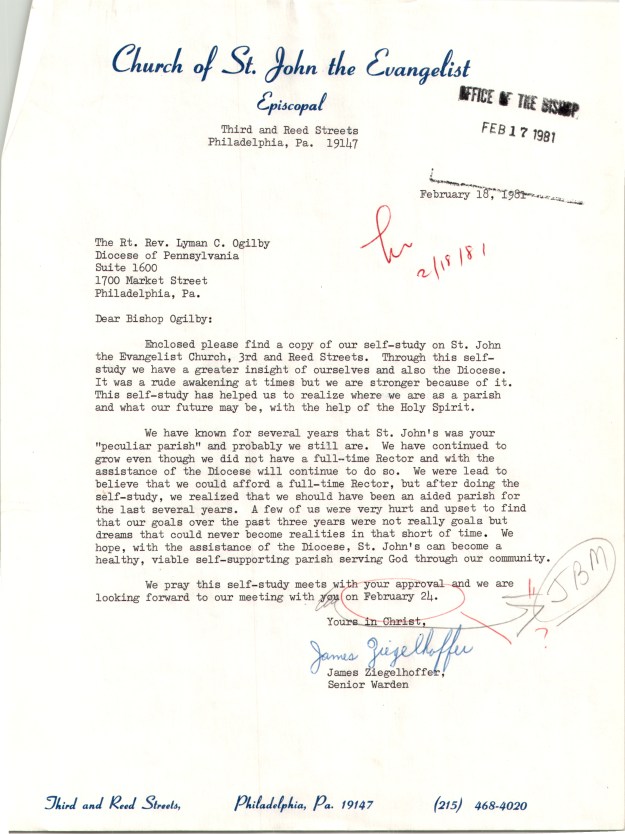 Church of St. John the Evangelist
Episcopal
Third and Reed Streets
Philadelphia, Pa. 19147
OFFICE OF THE BISHOP
FEB 17 1981
February 18, 1981
2/18/81
The Rt. Rev. Lyman C. Ogilby
Diocese of Pennsylvania
Suite 1600
1700 Market Street
Philadelphia, Pa.
Dear Bishop Ogilby:
Enclosed please find a copy of our self-study on St. John
the Evangelist Church, 3rd and Reed Streets. Through this self-
study we have a greater insight of ourselves and also the Diocese.
It was a rude awakening at times but we are stronger because of it.
This self-study has helped us to realize where we are as a parish
and what our future may be, with the help of the Holy Spirit.
We have known for several years that St. John's was your
"peculiar parish" and probably we still are. We have continued to
grow even though we did not have a full-time Rector and with the
assistance of the Diocese will continue to do so. We were lead to
believe that we could afford a full-time Rector, but after doing the
self-study, we realized that we should have been an aided parish for
the last several years. A few of us were very hurt and upset to find
that our goals over the past three years were not really goals but
dreams that could never become realities in that short of time. We
hope, with the assistance of the Diocese, St. John's can become a
healthy, viable self-supporting parish serving God through our community.
We pray this self-study meets with your approval and we are
looking forward to our meeting with you on February 24.
JBM
?
Yours in Christ,
James Ziegelhoffer
James Ziegelhoffer,
Senior Warden
Third and Reed Streets, Philadelphia, Pa. 19147 (215) 468-4020